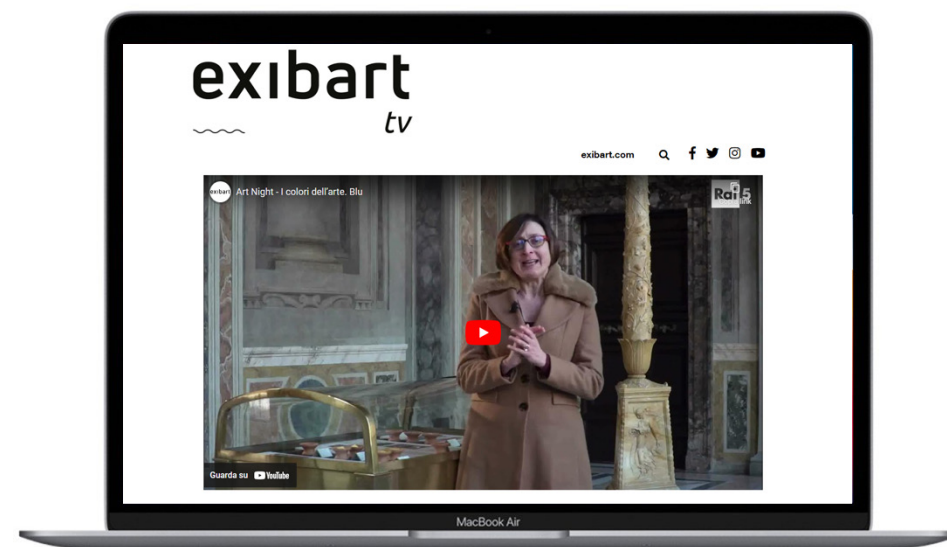 exibart
tv
exibart.com
exibart
Art Night - I colori dell'arte. Blu
Rai 5
Guarda su YouTube
MacBook Air